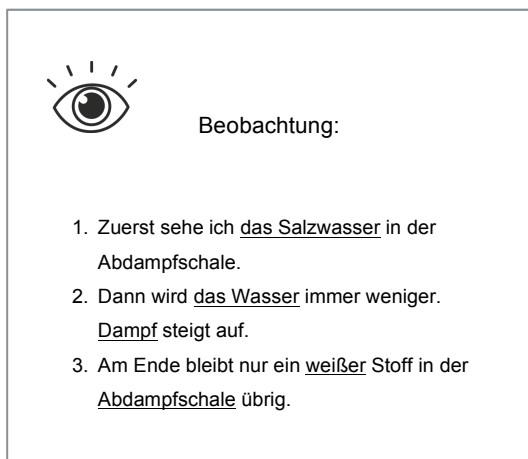 Beobachtung:
1. Zuerst sehe ich das Salzwasser in der
Abdampfschale.
2. Dann wird das Wasser immer weniger.
Dampf steigt auf.
3. Am Ende bleibt nur ein weißer Stoff in der
Abdampfschale übrig.